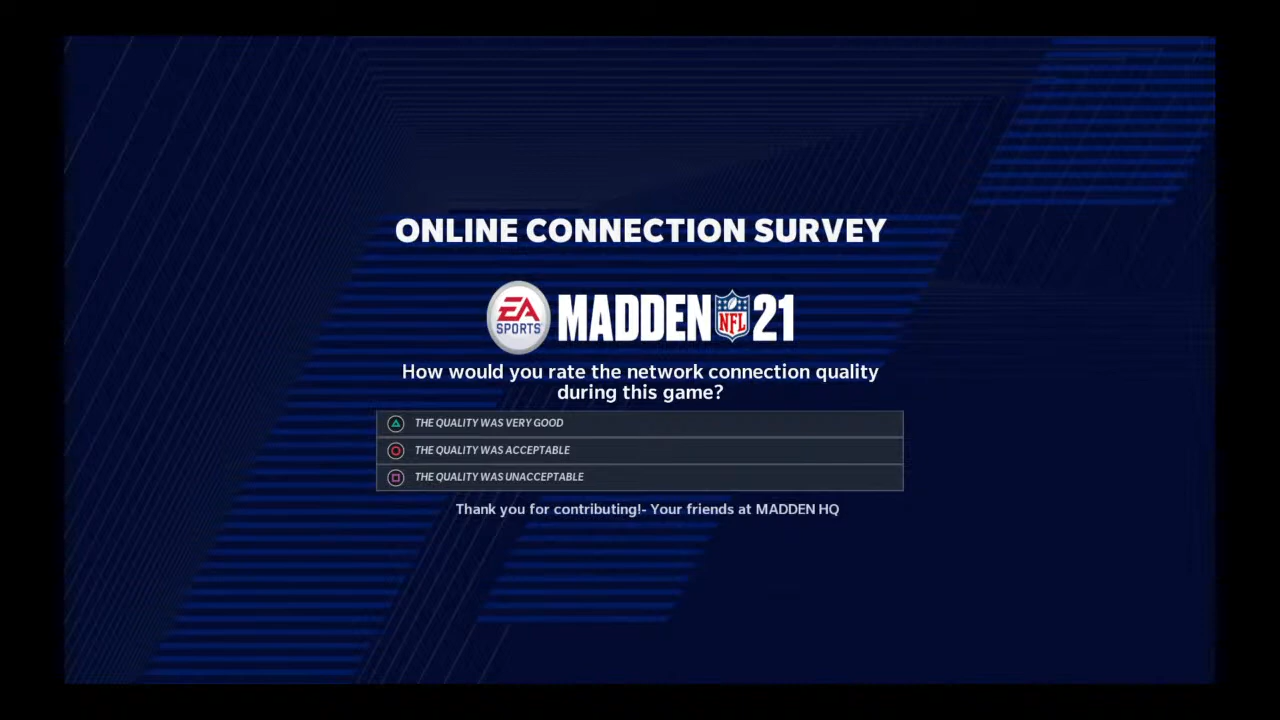 ONLINE CONNECTION SURVEY
EA
SPORTS
MADDEN NFL 21
How would you rate the network connection quality
during this game?
THE QUALITY WAS VERY GOOD
THE QUALITY WAS ACCEPTABLE
THE QUALITY WAS UNACCEPTABLE
Thank you for contributing!- Your friends at MADDEN HQ